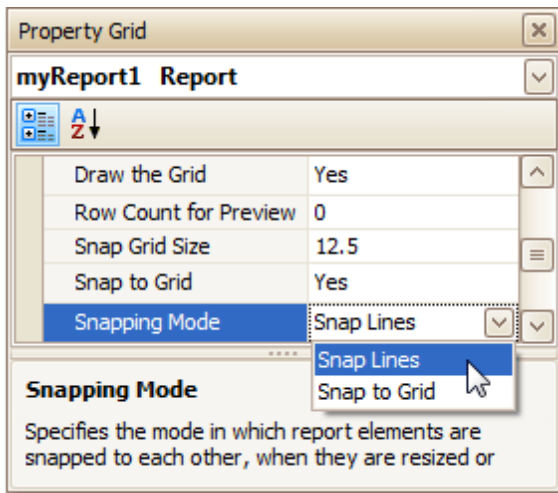 Property Grid
myReport1 Report
A
Z
Draw the Grid Yes
Row Count for Preview 0
Snap Grid Size 12.5
Snap to Grid Yes
Snapping Mode Snap Lines
Snap Lines
Snap to Grid
Snapping Mode
Specifies the mode in which report elements are
snapped to each other, when they are resized or